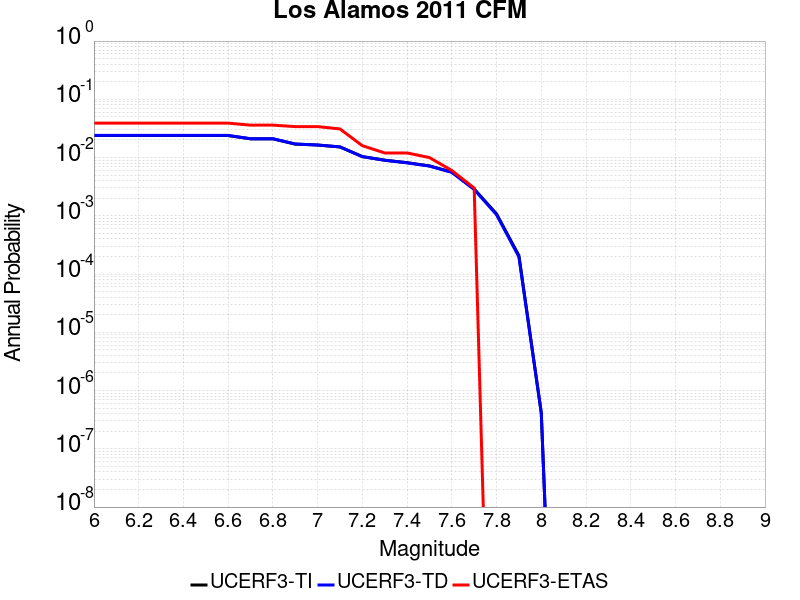 Los Alamos 2011 CFM
Annual Probability
10^0
10^-1
10^-2
10^-3
10^-4
10^-5
10^-6
10^-7
10^-8
6 6.2 6.4 6.6 6.8 7 7.2 7.4 7.6 7.8 8 8.2 8.4 8.6 8.8 9
Magnitude
UCERF3-TI UCERF3-TD UCERF3-ETAS